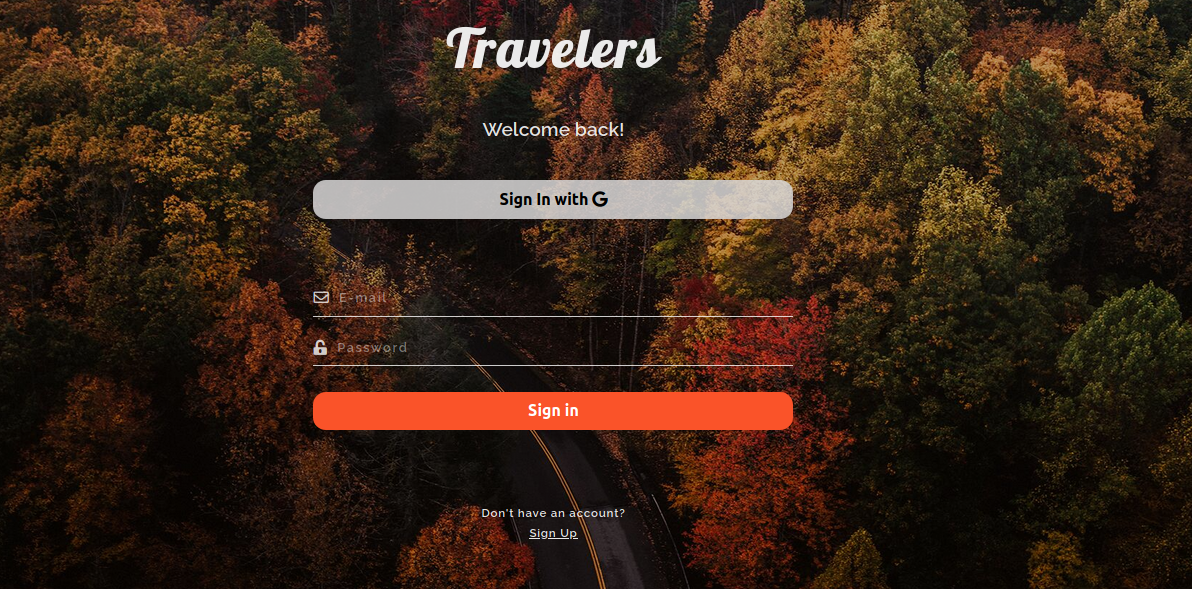 Travelers
Welcome back!
Sign In with G
E-mail
Password
Sign in
Don't have an account?
Sign Up